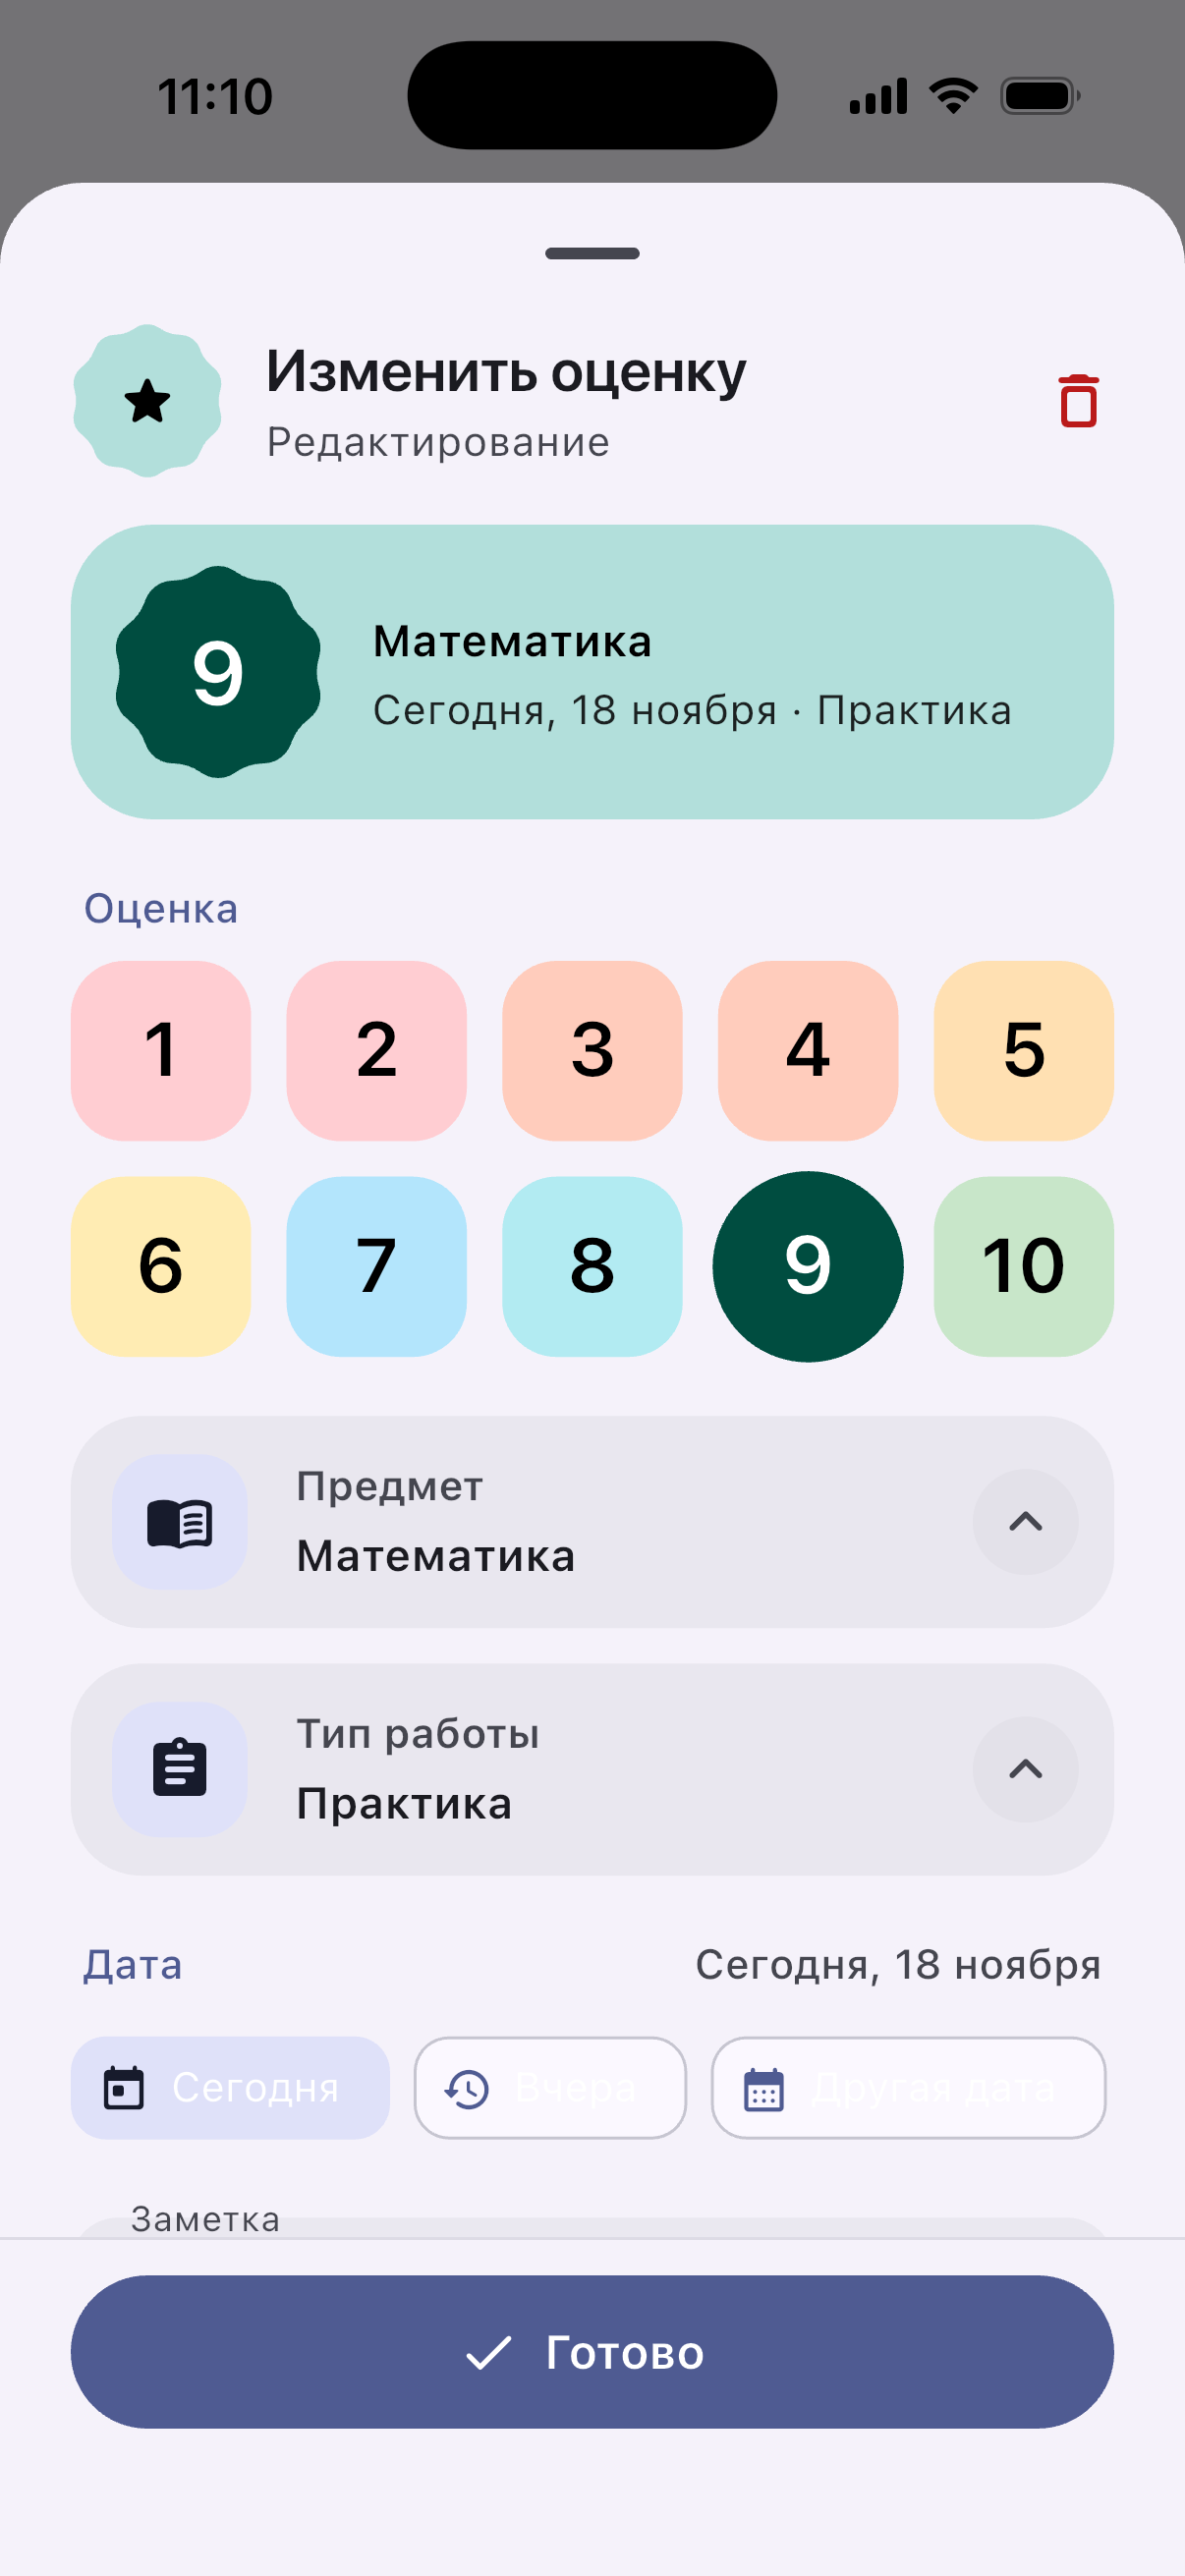 11:10
Изменить оценку
Редактирование
9
Математика
Сегодня, 18 ноября · Практика
Оценка
1 2 3 4 5
6 7 8 9 10
Предмет
Математика
Тип работы
Практика
Дата
Сегодня, 18 ноября
Сегодня Вчера Другая дата
Заметка
Готово